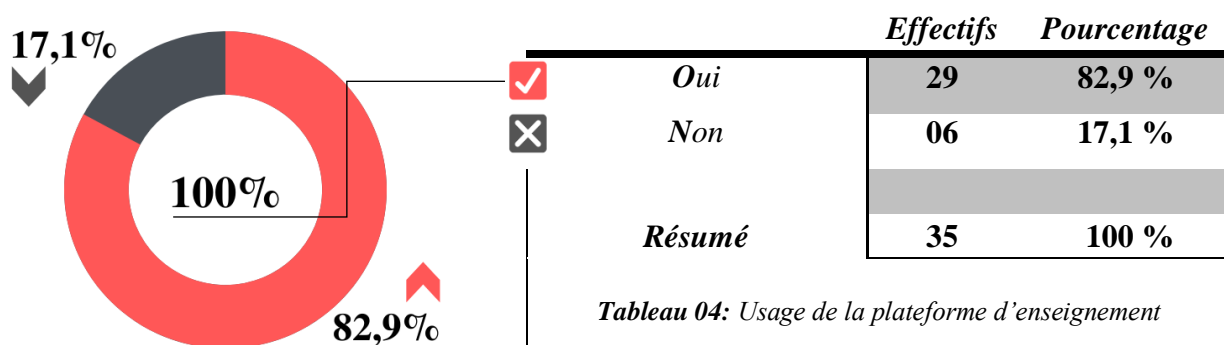 17,1%
100%
82,9%
Effectifs Pourcentage
Oui 29 82,9 %
Non 06 17,1 %
Résumé 35 100 %
Tableau 04: Usage de la plateforme d’enseignement